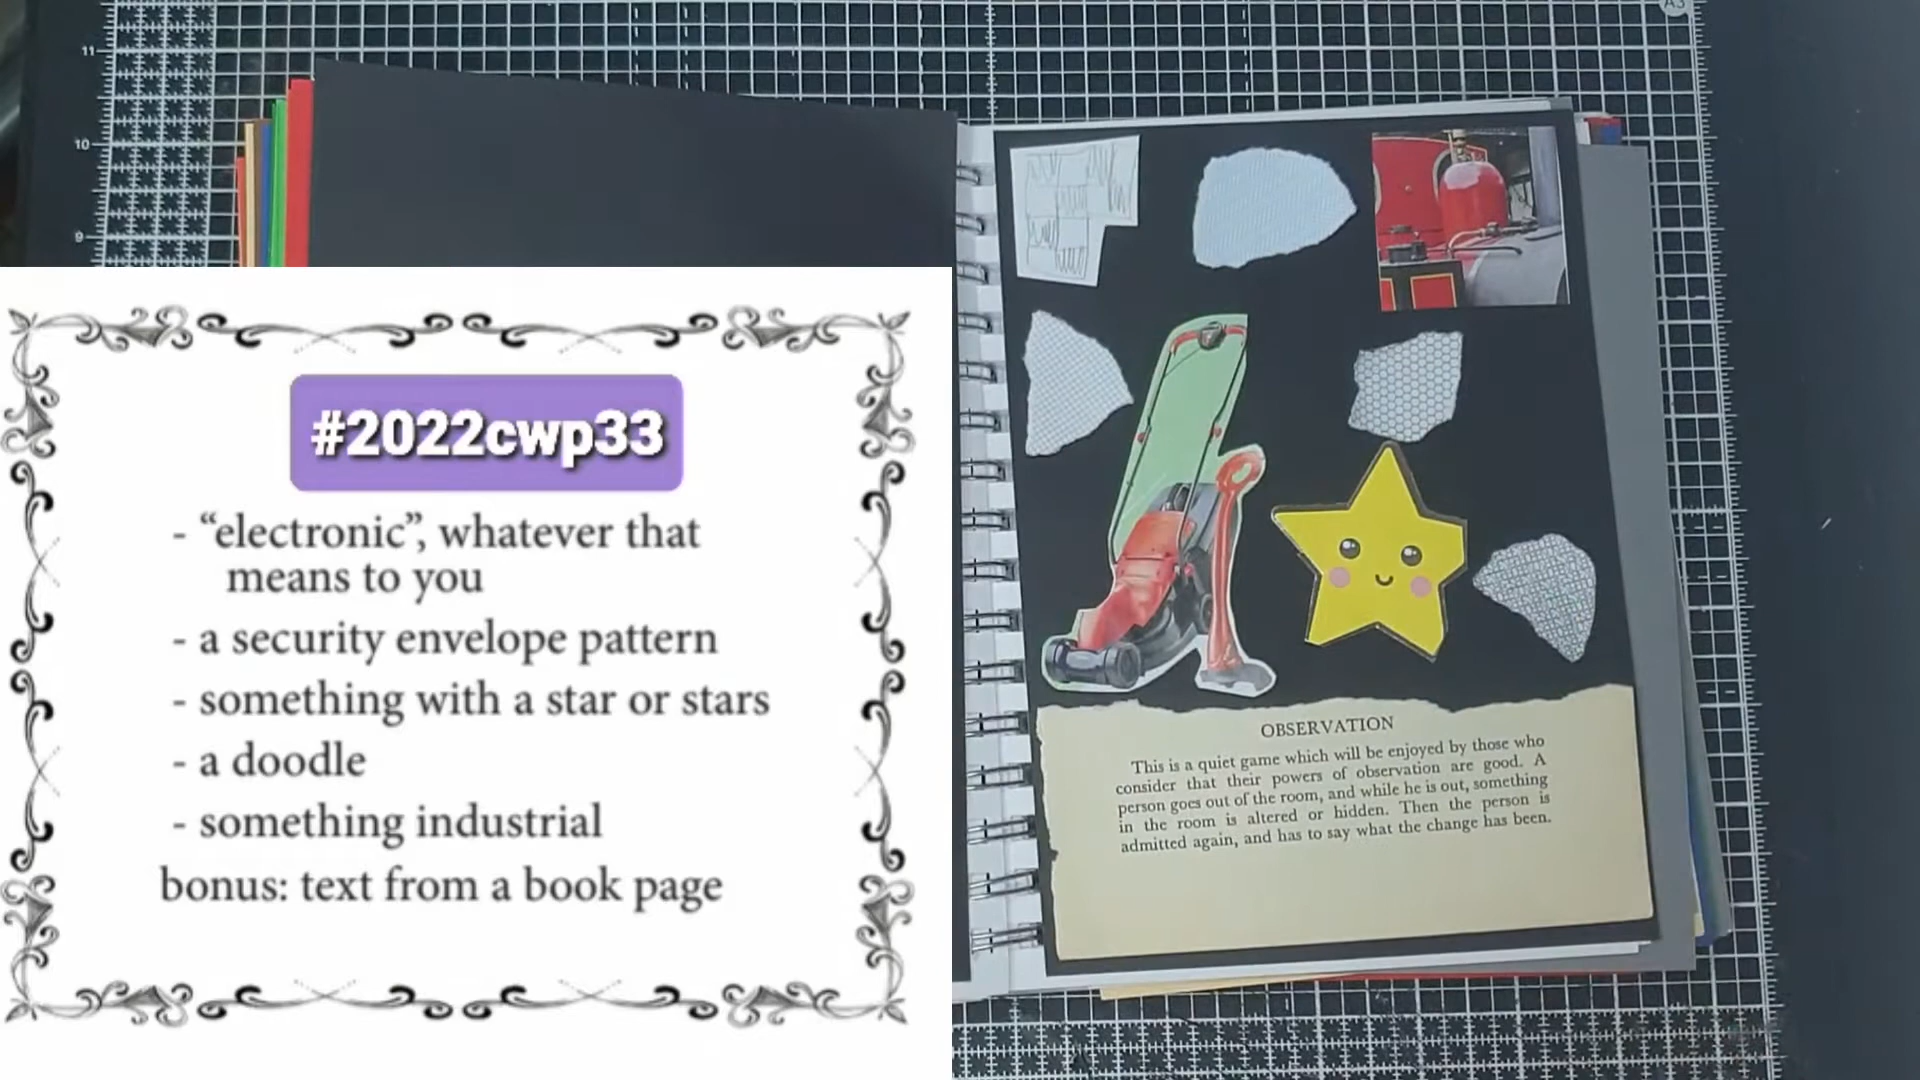 A3
11
10
9
#2022cwp33
- “electronic”, whatever that
means to you
- a security envelope pattern
- something with a star or stars
- a doodle
- something industrial
bonus: text from a book page
OBSERVATION
This is a quiet game which will be enjoyed by those who
consider that their powers of observation are good. A
person goes out of the room, and while he is out, something
in the room is altered or hidden. Then the person is
admitted again, and has to say what the change has been.